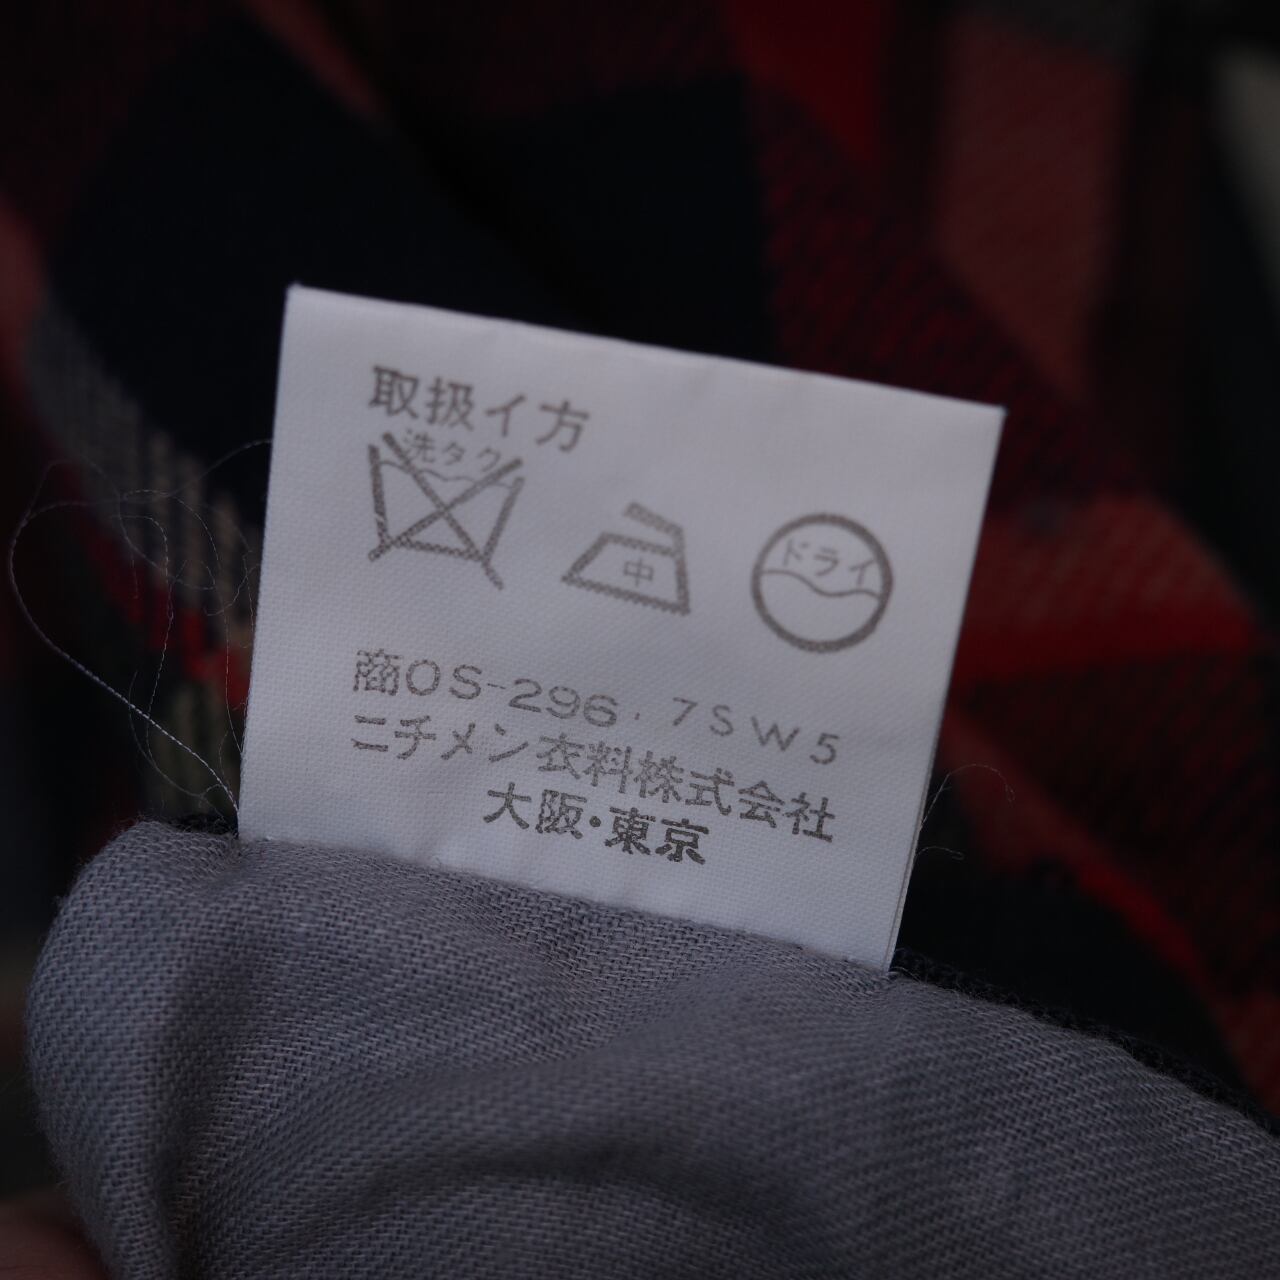 取扱イ方
洗タク
中
ドライ
商OS-296. 7SW5
ニチメン衣料株式会社
大阪・東京